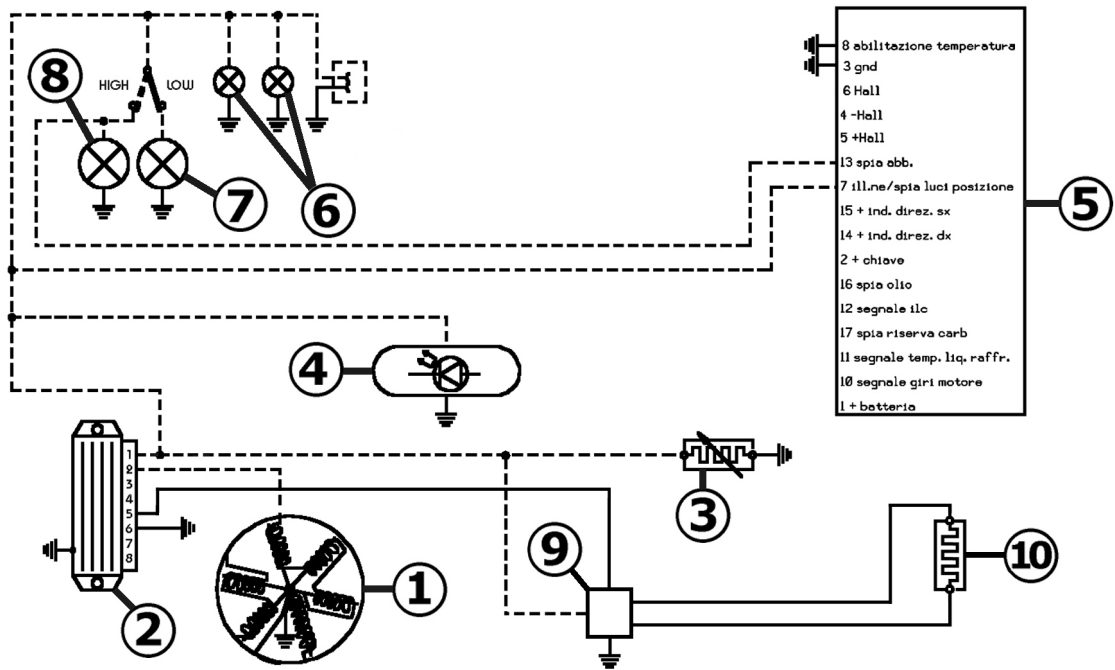 8 abilitazione temperatura
3 gnd
6 Hall
4 -Hall
5 +Hall
13 spia abb.
7 ill.ne/spia luci posizione
15 + ind. direz. sx
14 + ind. direz. dx
2 + chiave
16 spia olio
12 segnale ilc
17 spia riserva carb
11 segnale temp. liq. raffr.
10 segnale giri motore
1 + batteria
5
8
HIGH
LOW
7
6
4
1
2
3
4
5
6
7
8
2
1
3
9
10